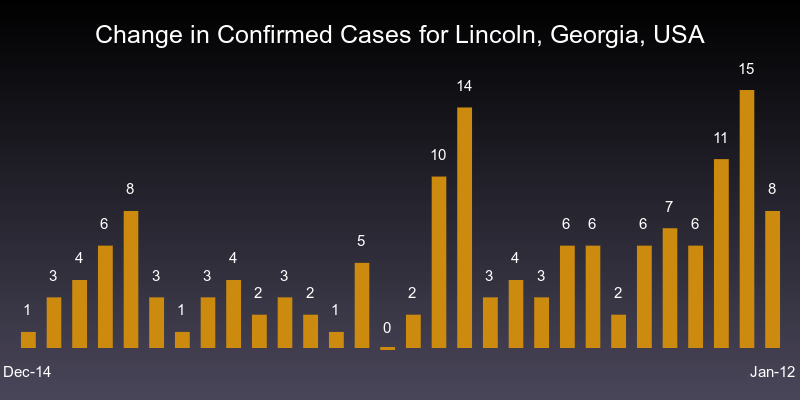 Change in Confirmed Cases for Lincoln, Georgia, USA
1 3 4 6 8 3 1 3 4 2 3 2 1 5 0 2 10 14 3 4 3 6 6 2 6 7 6 11 15 8
Dec-14 Jan-12